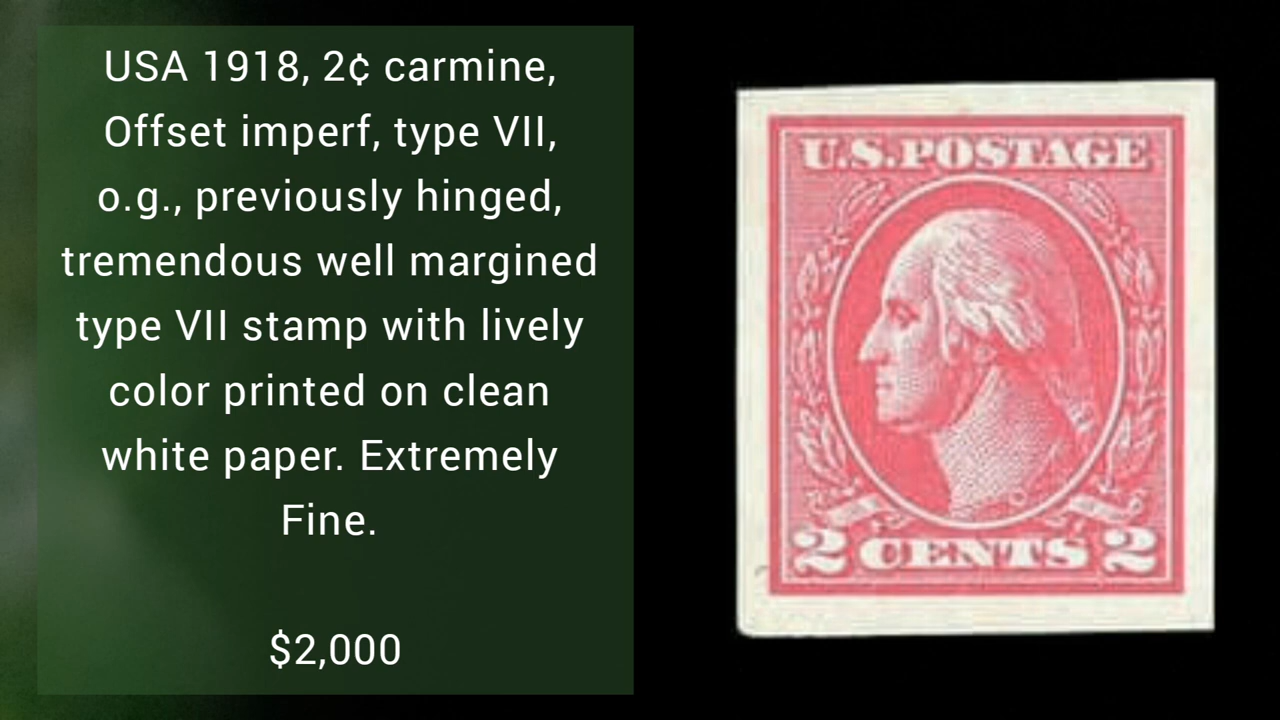 USA 1918, 2¢ carmine,
Offset imperf, type VII,
o.g., previously hinged,
tremendous well margined
type VII stamp with lively
color printed on clean
white paper. Extremely
Fine.
$2,000
U.S.POSTAGE
2 CENTS 2